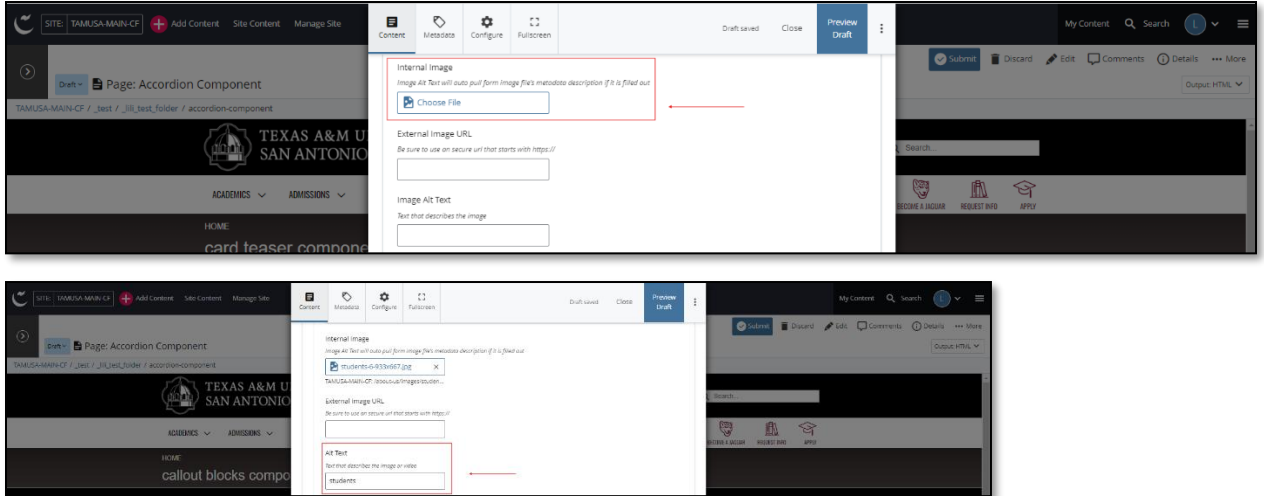 SITE: TAMUSA-MAIN-CF Add Content Site Content Manage Site
Content Metadata Configure Fullscreen Draft saved Close Preview Draft
My Content Search L
Draft Page: Accordion Component
Submit Discard Edit Comments Details More
Output: HTML
TAMUSA-MAIN-CF / _test / _lili_test_folder / accordion-component
Internal Image
Image Alt Text will auto pull form image file's metadata description if it is filled out
Choose File
External Image URL
Be sure to use an secure url that starts with https://
Image Alt Text
Text that describes the image
TEXAS A&M U
SAN ANTONIO
Search...
ACADEMICS ADMISSIONS
BECOME A JAGUAR REQUEST INFO APPLY
HOME
card teaser compone
SITE: TAMUSA-MAIN-CF Add Content Site Content Manage Site
Content Metadata Configure Fullscreen Draft saved Close Preview Draft
My Content Search L
Draft Page: Accordion Component
Submit Discard Edit Comments Details More
Output: HTML
TAMUSA-MAIN-CF / _test / _lili_test_folder / accordion-component
Internal Image
Image Alt Text will auto pull form image file's metadata description if it is filled out
students-6-933x667.jpg ×
TAMUSA-MAIN-CF: /about-us/images/studen...
External Image URL
Be sure to use an secure url that starts with https://
Alt Text
Text that describes the image or video
students
TEXAS A&M U
SAN ANTONIO
Search...
ACADEMICS ADMISSIONS
BECOME A JAGUAR REQUEST INFO APPLY
HOME
callout blocks compo